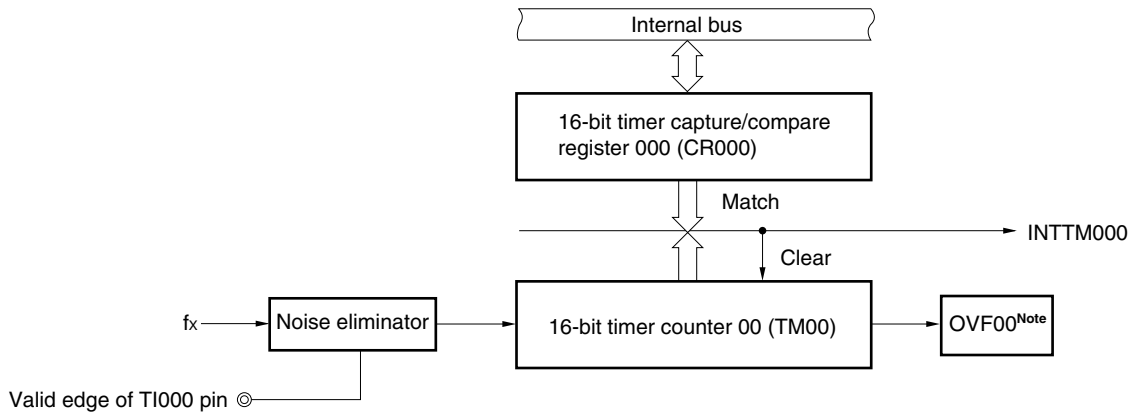 Internal bus
16-bit timer capture/compare
register 000 (CR000)
Match
INTTM000
Clear
fx
Noise eliminator
16-bit timer counter 00 (TM00)
OVF00Note
Valid edge of TI000 pin